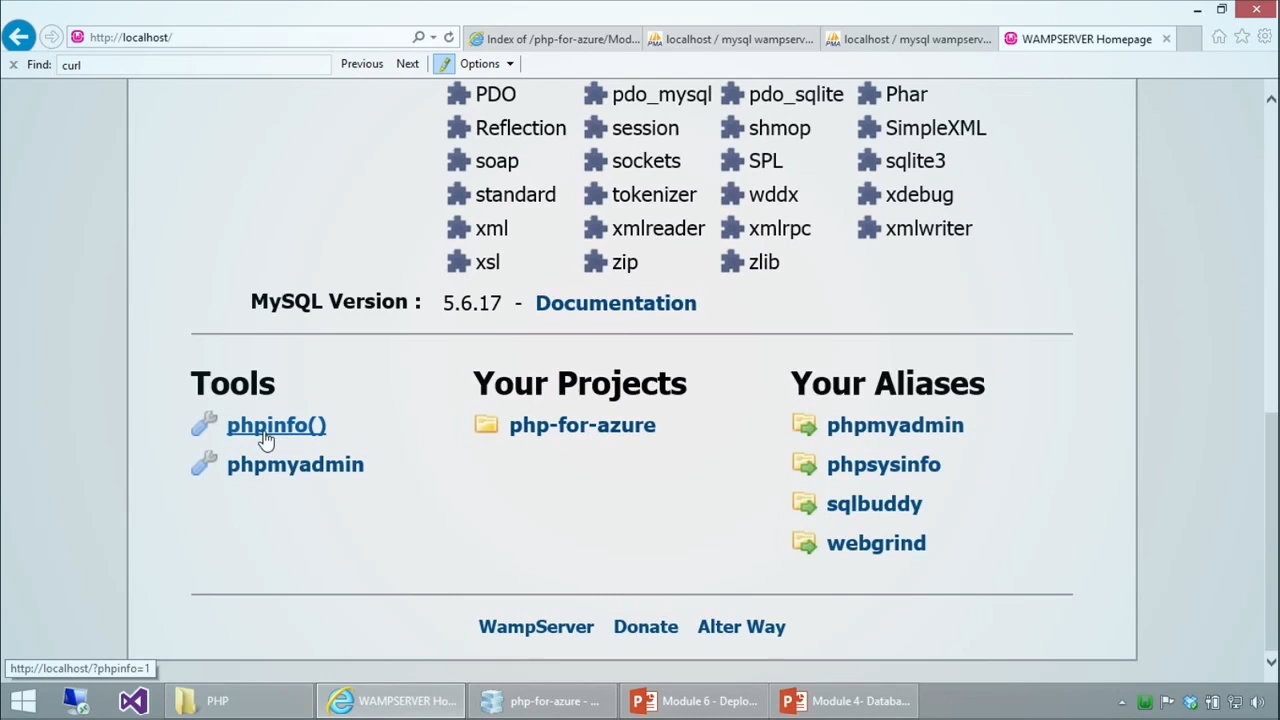 http://localhost/
Index of /php-for-azure/Mod...
localhost / mysql wampserv...
localhost / mysql wampserv...
WAMPSERVER Homepage
Find: curl Previous Next Options
PDO pdo_mysql pdo_sqlite Phar
Reflection session shmop SimpleXML
soap sockets SPL sqlite3
standard tokenizer wddx xdebug
xml xmlreader xmlrpc xmlwriter
xsl zip zlib
MySQL Version : 5.6.17 - Documentation
Tools
phpinfo()
phpmyadmin
Your Projects
php-for-azure
Your Aliases
phpmyadmin
phpsysinfo
sqlbuddy
webgrind
WampServer Donate Alter Way
http://localhost/?phpinfo=1
PHP
WAMPSERVER Ho...
php-for-azure - ...
Module 6 - Deplo...
Module 4- Databa...